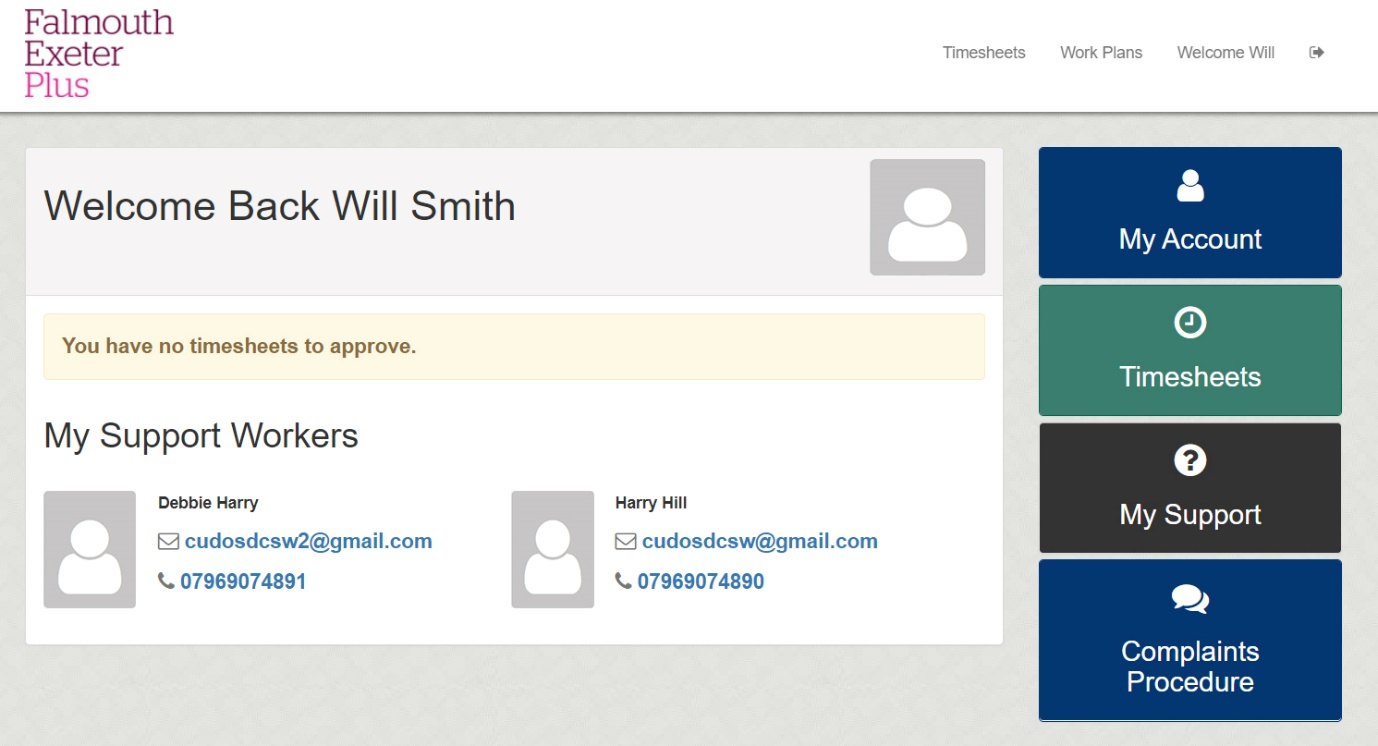 Falmouth
Exeter
Plus
Timesheets
Work Plans
Welcome Will
Welcome Back Will Smith
You have no timesheets to approve.
My Support Workers
Debbie Harry
cudosdcsw2@gmail.com
07969074891
Harry Hill
cudosdcsw@gmail.com
07969074890
My Account
Timesheets
My Support
Complaints
Procedure